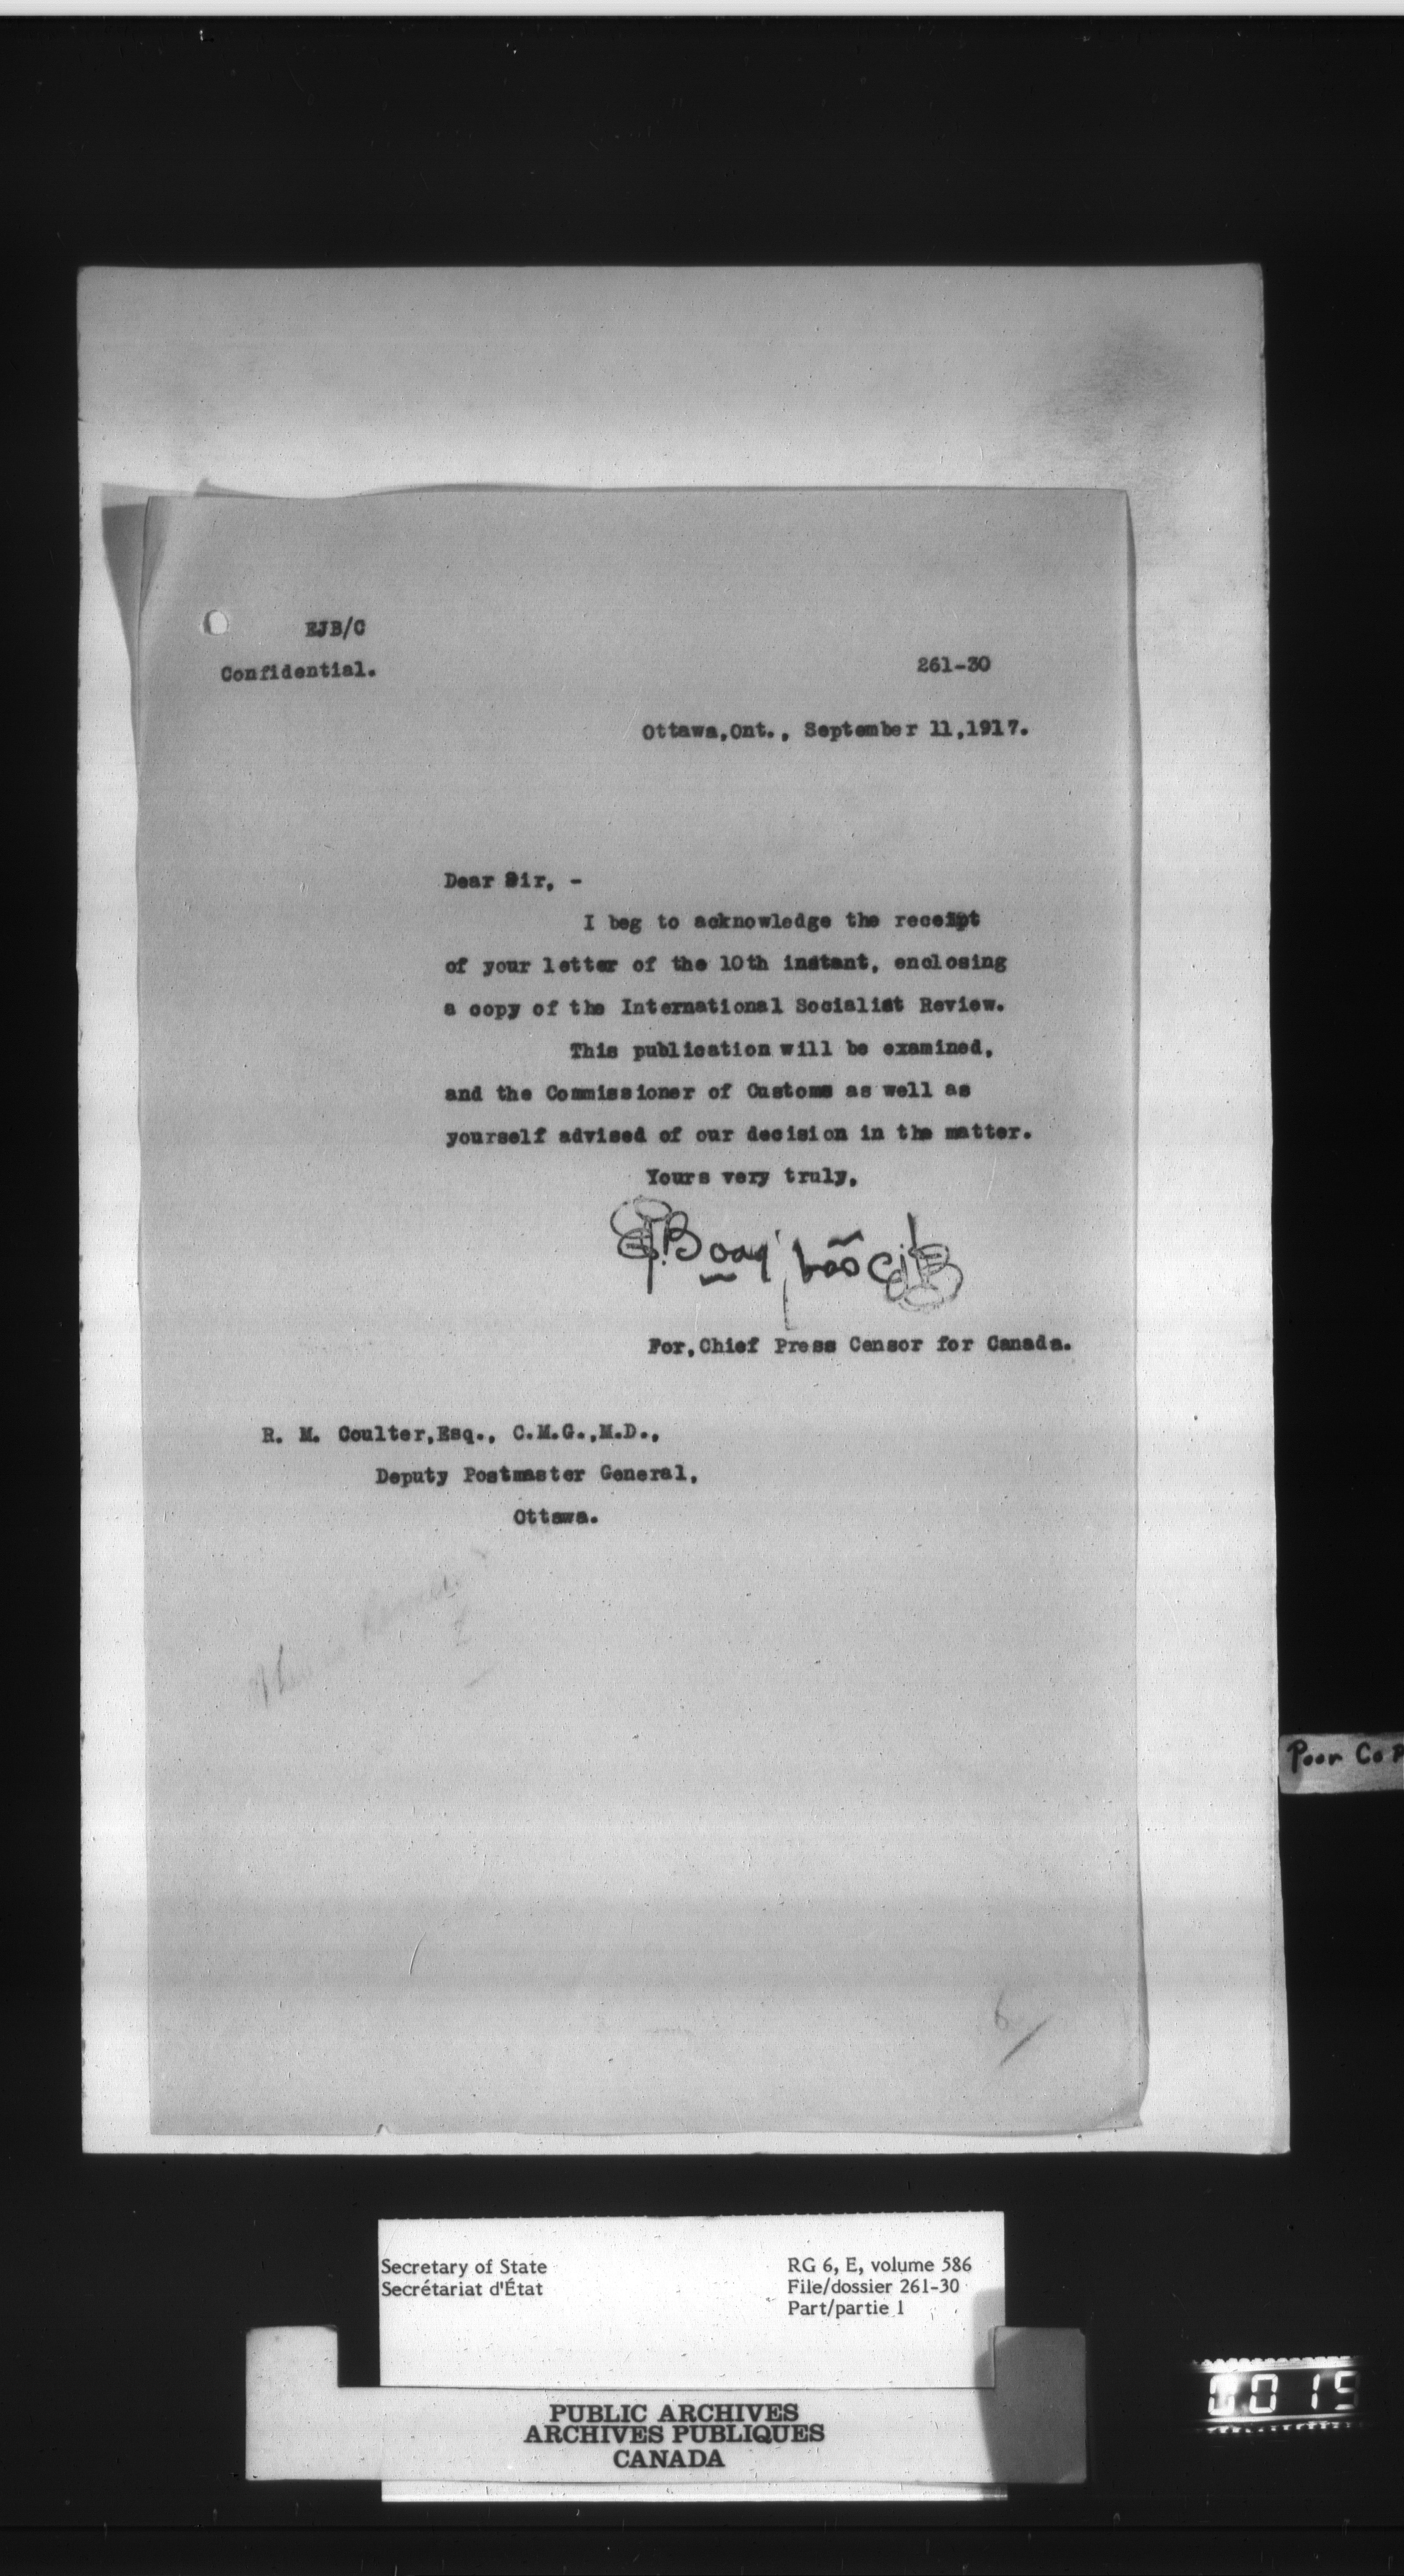 EJB/C
Confidential.
261-30
Ottawa,Ont., September 11,1917.
Dear Sir, -
I beg to acknowledge the receipt
of your letter of the 10th instant, enclosing
a copy of the International Socialist Review.
This publication will be examined,
and the Commissioner of Customs as well as
yourself advised of our decision in the matter.
Yours very truly,
For,Chief Press Censor for Canada.
R. M. Coulter,Esq., C.M.G.,M.D.,
Deputy Postmaster General,
Ottawa.
6
Poor Cop
Secretary of State
Secrétariat d'État
RG 6, E, volume 586
File/dossier 261-30
Part/partie 1
PUBLIC ARCHIVES
ARCHIVES PUBLIQUES
CANADA
0015